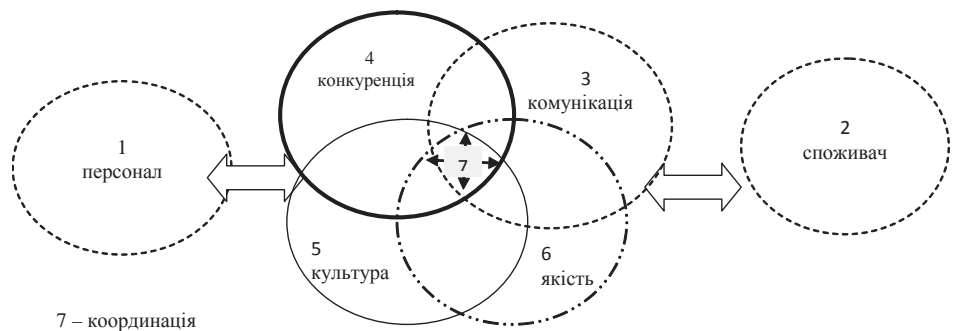 1
персонал
4
конкуренція
3
комунікація
2
споживач
7
5
культура
6
якість
7 – координація